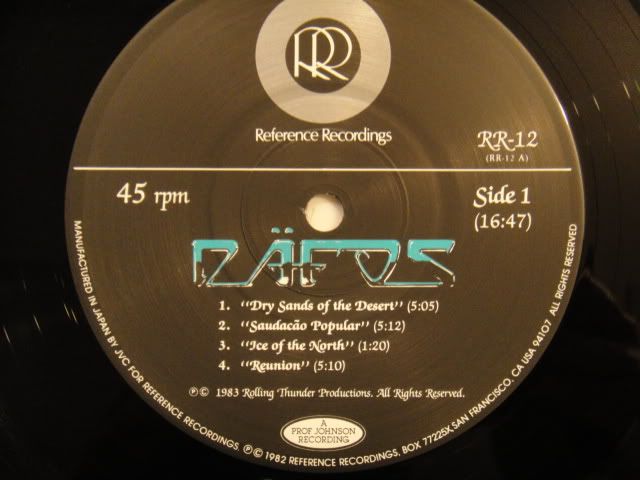 RR
Reference Recordings
RR-12
(RR-12 A)
45 rpm
Side 1
(16:47)
DÄFOS
1. "Dry Sands of the Desert" (5:05)
2. "Saudacão Popular" (5:12)
3. "Ice of the North" (1:20)
4. "Reunion" (5:10)
℗© 1983 Rolling Thunder Productions. All Rights Reserved.
A
PROF JOHNSON
RECORDING
MANUFACTURED IN JAPAN BY JVC FOR REFERENCE RECORDINGS. ℗©1982 REFERENCE RECORDINGS, BOX 77225X SAN FRANCISCO, CA USA 94107 ALL RIGHTS RESERVED